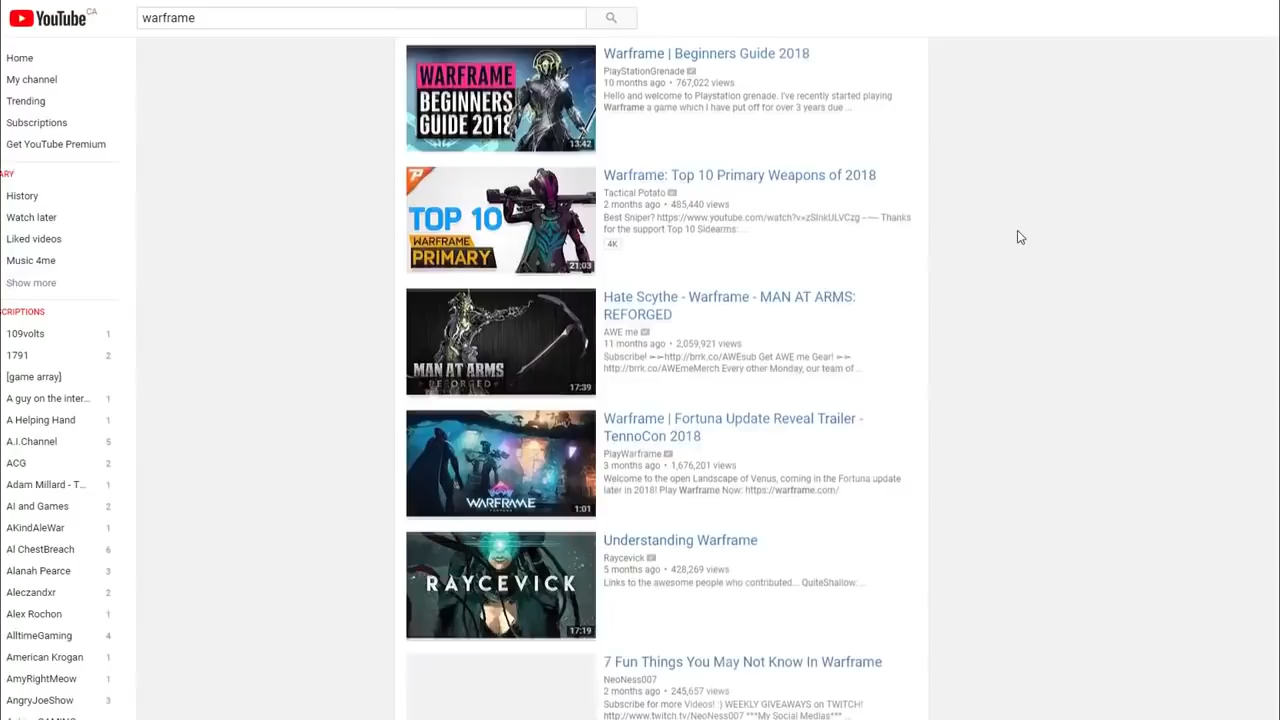 YouTube CA
warframe
Home
My channel
Trending
Subscriptions
Get YouTube Premium
ARY
History
Watch later
Liked videos
Music 4me
Show more
CRIPTIONS
109volts 1
1791 2
[game array]
A guy on the inter... 1
A Helping Hand 1
A.I.Channel 5
ACG 2
Adam Millard - T... 1
AI and Games 2
AKindAleWar 1
Al ChestBreach 6
Alanah Pearce 3
Aleczandxr 2
Alex Rochon 1
AlltimeGaming 4
American Krogan 1
AmyRightMeow 1
AngryJoeShow 3
WARFRAME
BEGINNERS
GUIDE 2018
13:42
Warframe | Beginners Guide 2018
PlayStationGrenade
10 months ago • 767,022 views
Hello and welcome to Playstation grenade. I've recently started playing
Warframe a game which I have put off for over 3 years due ...
TOP 10
WARFRAME
PRIMARY
21:03
Warframe: Top 10 Primary Weapons of 2018
Tactical Potato
2 months ago • 485,440 views
Best Sniper? https://www.youtube.com/watch?v=zSlnkULVCzg ---- Thanks
for the support Top 10 Sidearms: ...
4K
MAN AT ARMS
REFORGED
17:39
Hate Scythe - Warframe - MAN AT ARMS:
REFORGED
AWE me
11 months ago • 2,059,921 views
Subscribe! ►►http://brrk.co/AWEsub Get AWE me Gear! ►►
http://brrk.co/AWEmeMerch Every other Monday, our team of ...
WARFRAME
1:01
Warframe | Fortuna Update Reveal Trailer -
TennoCon 2018
PlayWarframe
3 months ago • 1,676,201 views
Welcome to the open Landscape of Venus, coming in the Fortuna update
later in 2018! Play Warframe Now: https://warframe.com/
RAYCEVICK
17:19
Understanding Warframe
Raycevick
5 months ago • 428,269 views
Links to the awesome people who contributed... QuiteShallow: ...
7 Fun Things You May Not Know In Warframe
NeoNess007
2 months ago • 245,657 views
Subscribe for more Videos! :) WEEKLY GIVEAWAYS on TWITCH!
http://www.twitch.tv/NeoNess007 ***My Social Medias*** ...